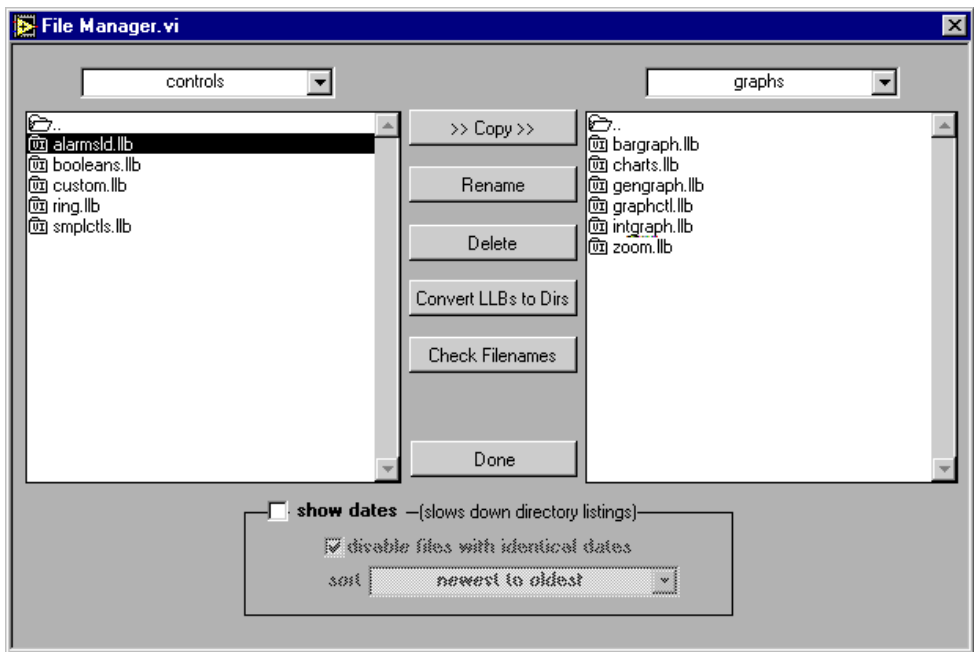 File Manager.vi
controls
graphs
..
alarmsld.llb
booleans.llb
custom.llb
ring.llb
smplctls.llb
>> Copy >>
Rename
Delete
Convert LLBs to Dirs
Check Filenames
Done
..
bargraph.llb
charts.llb
gengraph.llb
graphctl.llb
intgraph.llb
zoom.llb
show dates (slows down directory listings)
disable files with identical dates
sort newest to oldest